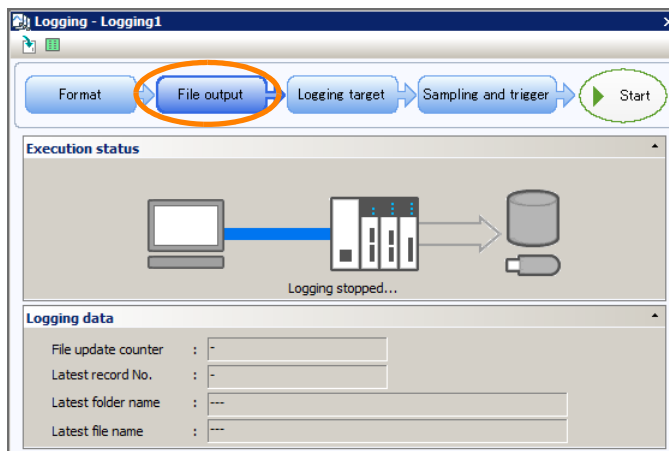 Logging - Logging1
Format
File output
Logging target
Sampling and trigger
Start
Execution status
Logging stopped...
Logging data
File update counter : -
Latest record No. : -
Latest folder name : ---
Latest file name : ---